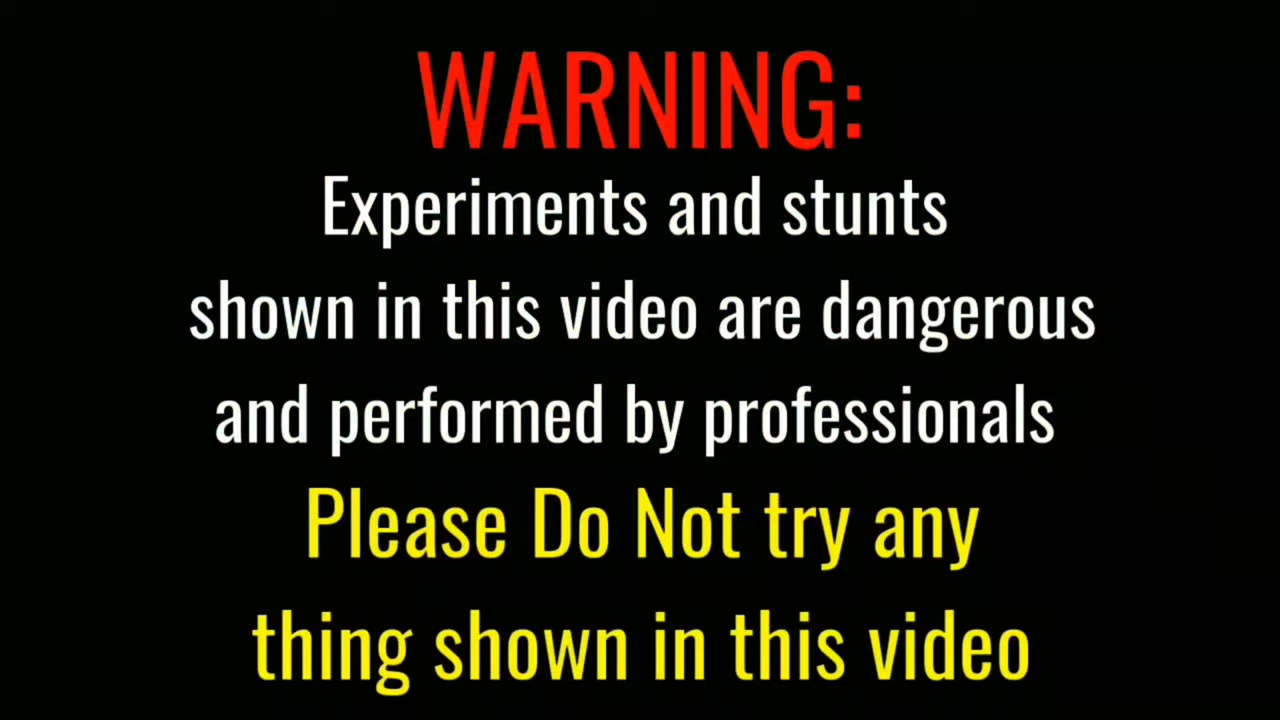 WARNING:
Experiments and stunts
shown in this video are dangerous
and performed by professionals
Please Do Not try any
thing shown in this video